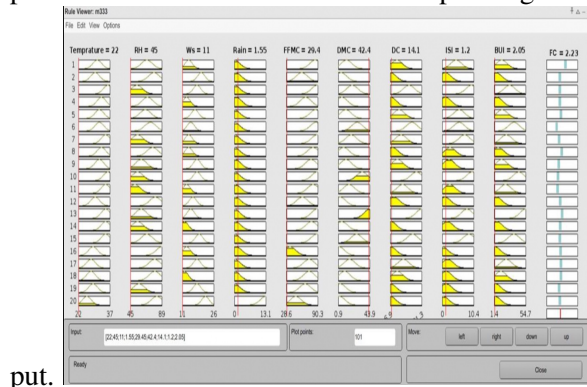 Rule Viewer: m333
File Edit View Options
Temprature = 22 RH = 45 Ws = 11 Rain = 1.55 FFMC = 29.4 DMC = 42.4 DC = 14.1 ISI = 1.2 BUI = 2.05 FC = 2.23
1
2
3
4
5
6
7
8
9
10
11
12
13
14
15
16
17
18
19
20
22 37 45 89 11 26 0 13.1 28.6 90.3 0.9 43.9 0 10.4 1.4 54.7
Input: [22;45;11;1.55;29.45;42.4;14.1;1.2;2.05] Plot points: 101 Move: left right down up
Ready Close
put.